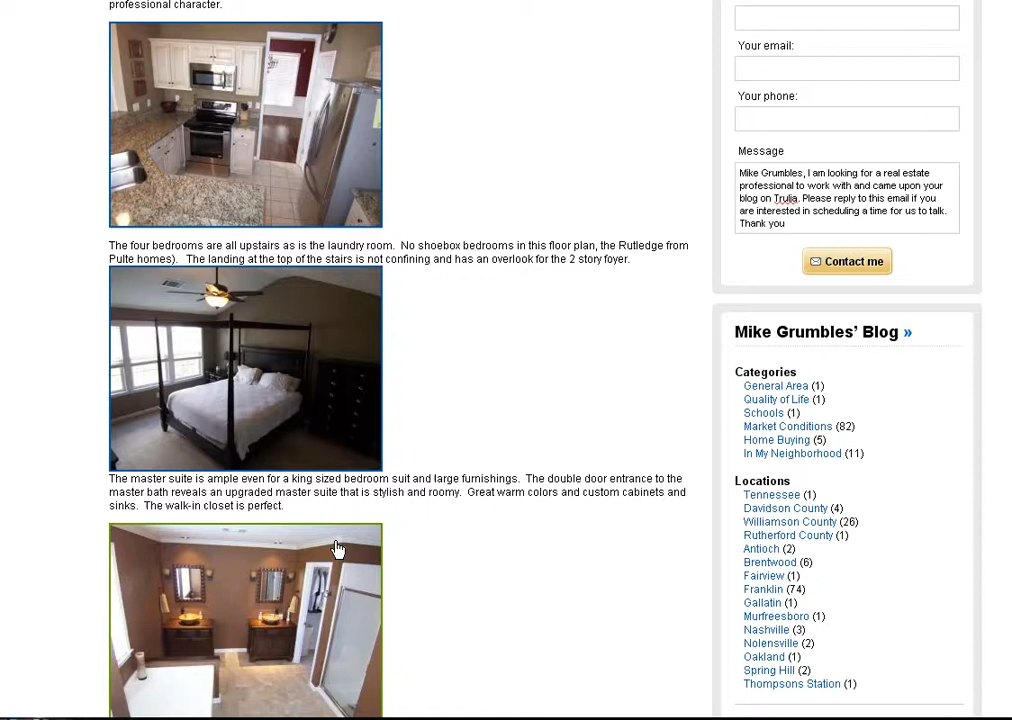 professional character.
The four bedrooms are all upstairs as is the laundry room.  No shoebox bedrooms in this floor plan, the Rutledge from
Pulte homes).   The landing at the top of the stairs is not confining and has an overlook for the 2 story foyer.
The master suite is ample even for a king sized bedroom suit and large furnishings.  The double door entrance to the
master bath reveals an upgraded master suite that is stylish and roomy.  Great warm colors and custom cabinets and
sinks.  The walk-in closet is perfect.
Your email:
Your phone:
Message
Mike Grumbles, I am looking for a real estate
professional to work with and came upon your
blog on Trulia. Please reply to this email if you
are interested in scheduling a time for us to talk.
Thank you
Contact me
Mike Grumbles’ Blog »
Categories
General Area (1)
Quality of Life (1)
Schools (1)
Market Conditions (82)
Home Buying (5)
In My Neighborhood (11)
Locations
Tennessee (1)
Davidson County (4)
Williamson County (26)
Rutherford County (1)
Antioch (2)
Brentwood (6)
Fairview (1)
Franklin (74)
Gallatin (1)
Murfreesboro (1)
Nashville (3)
Nolensville (2)
Oakland (1)
Spring Hill (2)
Thompsons Station (1)